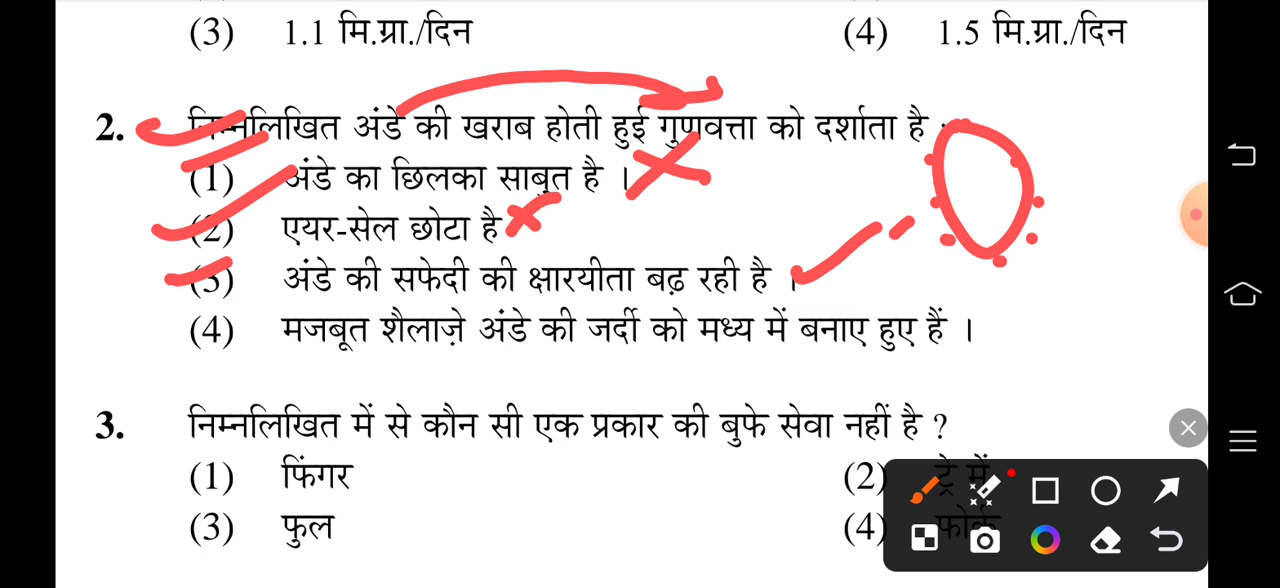 (3) 1.1 मि.ग्रा./दिन (4) 1.5 मि.ग्रा./दिन
2. निम्नलिखित अंडे की खराब होती हुई गुणवत्ता को दर्शाता है :
(1) अंडे का छिलका साबुत है ।
(2) एयर-सेल छोटा है
(3) अंडे की सफेदी की क्षारयीता बढ़ रही है ।
(4) मजबूत शैलाज़े अंडे की जर्दी को मध्य में बनाए हुए हैं ।
3. निम्नलिखित में से कौन सी एक प्रकार की बुफे सेवा नहीं है ?
(1) फिंगर (2) ट्रे में
(3) फुल (4) फोर्क